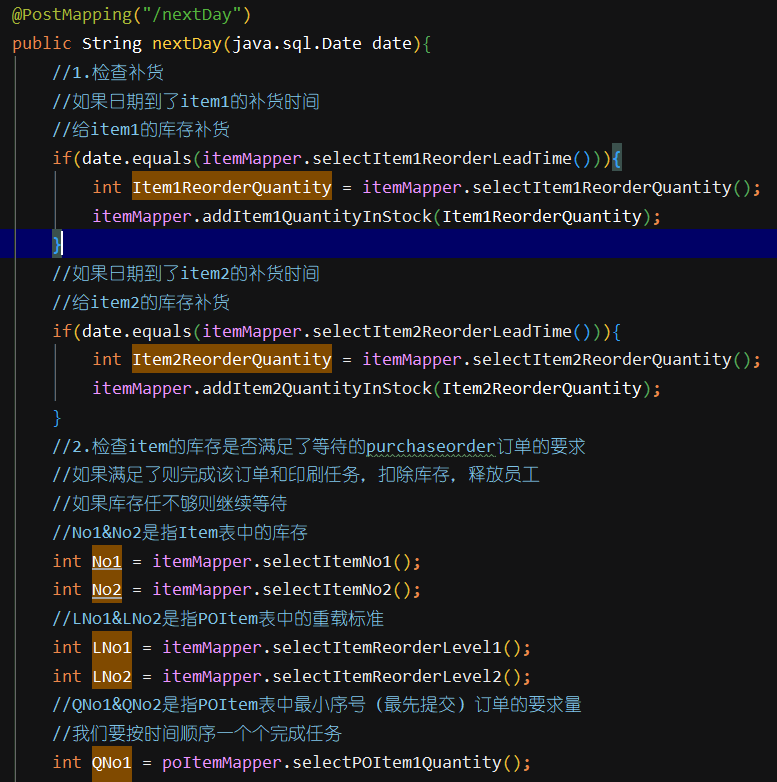 @PostMapping("/nextDay")
public String nextDay(java.sql.Date date){
//1.检查补货
//如果日期到了item1的补货时间
//给item1的库存补货
if(date.equals(itemMapper.selectItem1ReorderLeadTime())){
int Item1ReorderQuantity = itemMapper.selectItem1ReorderQuantity();
itemMapper.addItem1QuantityInStock(Item1ReorderQuantity);
}
//如果日期到了item2的补货时间
//给item2的库存补货
if(date.equals(itemMapper.selectItem2ReorderLeadTime())){
int Item2ReorderQuantity = itemMapper.selectItem2ReorderQuantity();
itemMapper.addItem2QuantityInStock(Item2ReorderQuantity);
}
//2.检查item的库存是否满足了等待的purchaseorder订单的要求
//如果满足了则完成该订单和印刷任务，扣除库存，释放员工
//如果库存任不够则继续等待
//No1&No2是指Item表中的库存
int No1 = itemMapper.selectItemNo1();
int No2 = itemMapper.selectItemNo2();
//LNo1&LNo2是指POItem表中的重载标准
int LNo1 = itemMapper.selectItemReorderLevel1();
int LNo2 = itemMapper.selectItemReorderLevel2();
//QNo1&QNo2是指POItem表中最小序号（最先提交）订单的要求量
//我们要按时间顺序一个个完成任务
int QNo1 = poItemMapper.selectPOItem1Quantity();